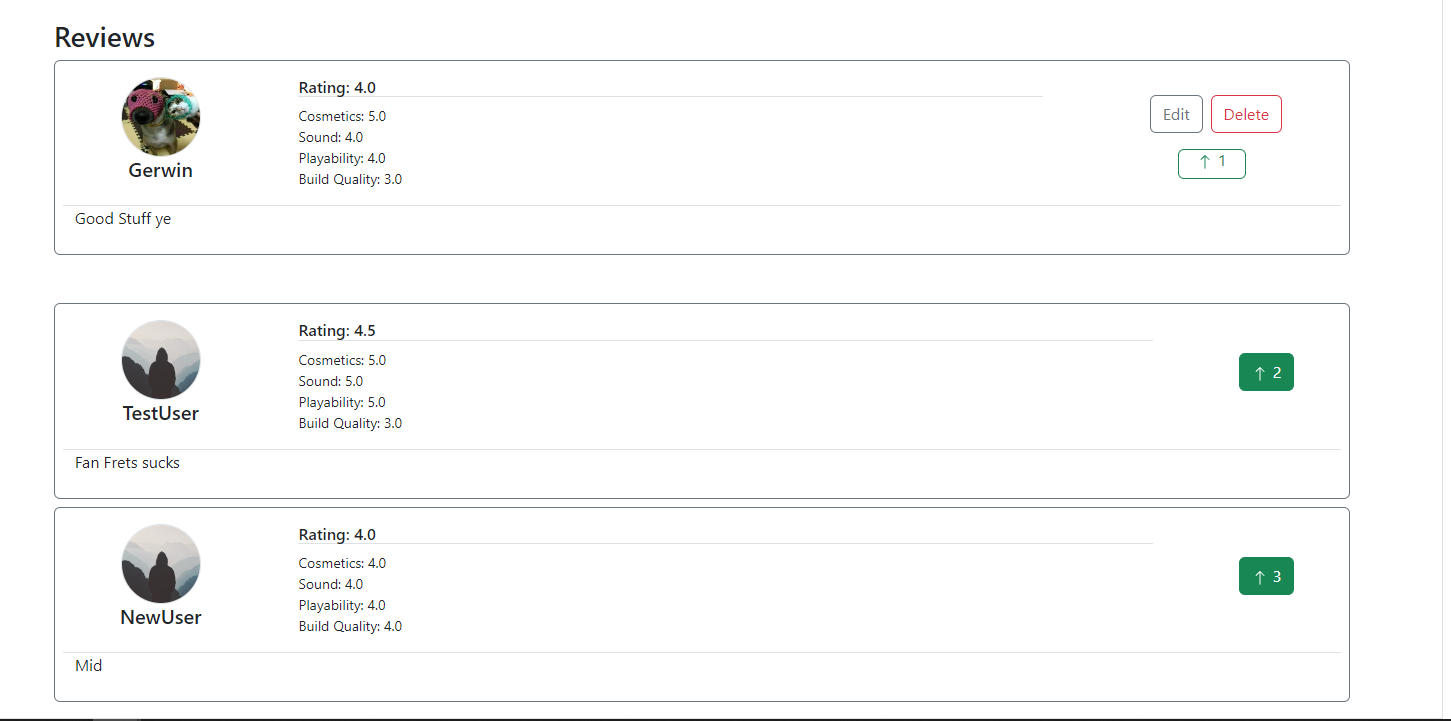 Reviews
Rating: 4.0
Cosmetics: 5.0
Sound: 4.0
Playability: 4.0
Build Quality: 3.0
Gerwin
Edit
Delete
↑ 1
Good Stuff ye
Rating: 4.5
Cosmetics: 5.0
Sound: 5.0
Playability: 5.0
Build Quality: 3.0
TestUser
↑ 2
Fan Frets sucks
Rating: 4.0
Cosmetics: 4.0
Sound: 4.0
Playability: 4.0
Build Quality: 4.0
NewUser
↑ 3
Mid